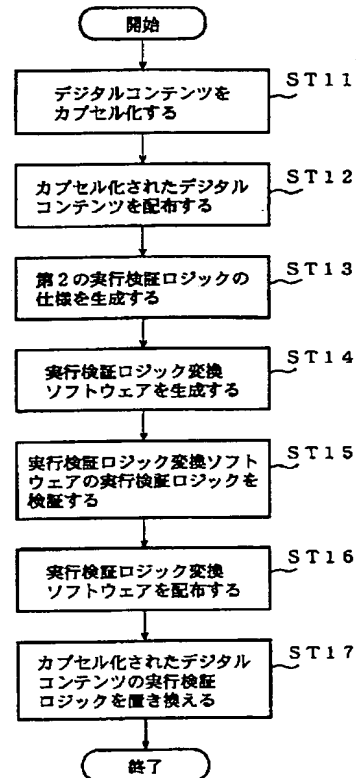 開始
ST11
デジタルコンテンツを
カプセル化する
ST12
カプセル化されたデジタル
コンテンツを配布する
ST13
第2の実行検証ロジックの
仕様を生成する
ST14
実行検証ロジック変換
ソフトウェアを生成する
ST15
実行検証ロジック変換ソフト
ウェアの実行検証ロジックを
検証する
ST16
実行検証ロジック変換
ソフトウェアを配布する
ST17
カプセル化されたデジタル
コンテンツの実行検証
ロジックを置き換える
終了